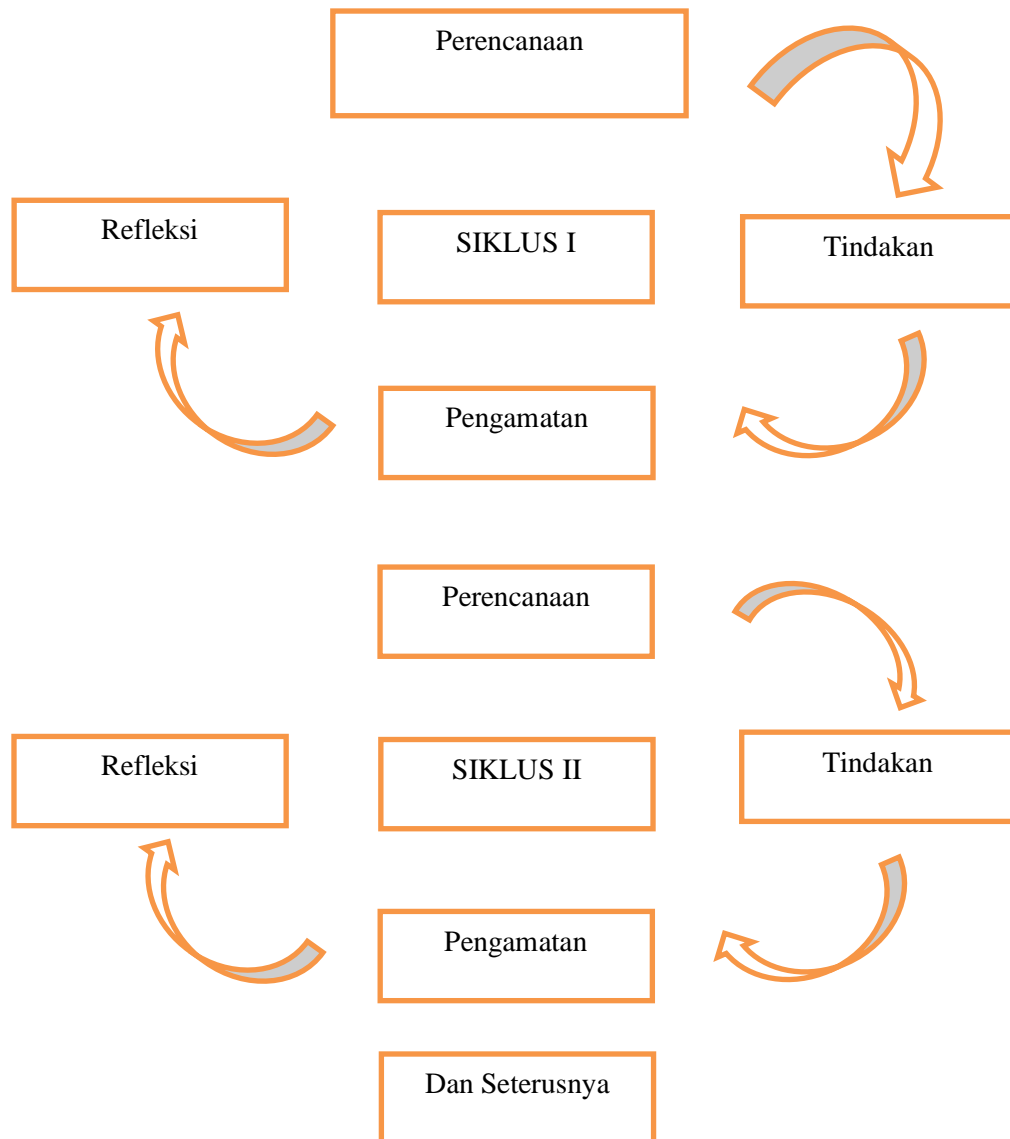 Perencanaan
Refleksi
SIKLUS I
Tindakan
Pengamatan
Perencanaan
Refleksi
SIKLUS II
Tindakan
Pengamatan
Dan Seterusnya